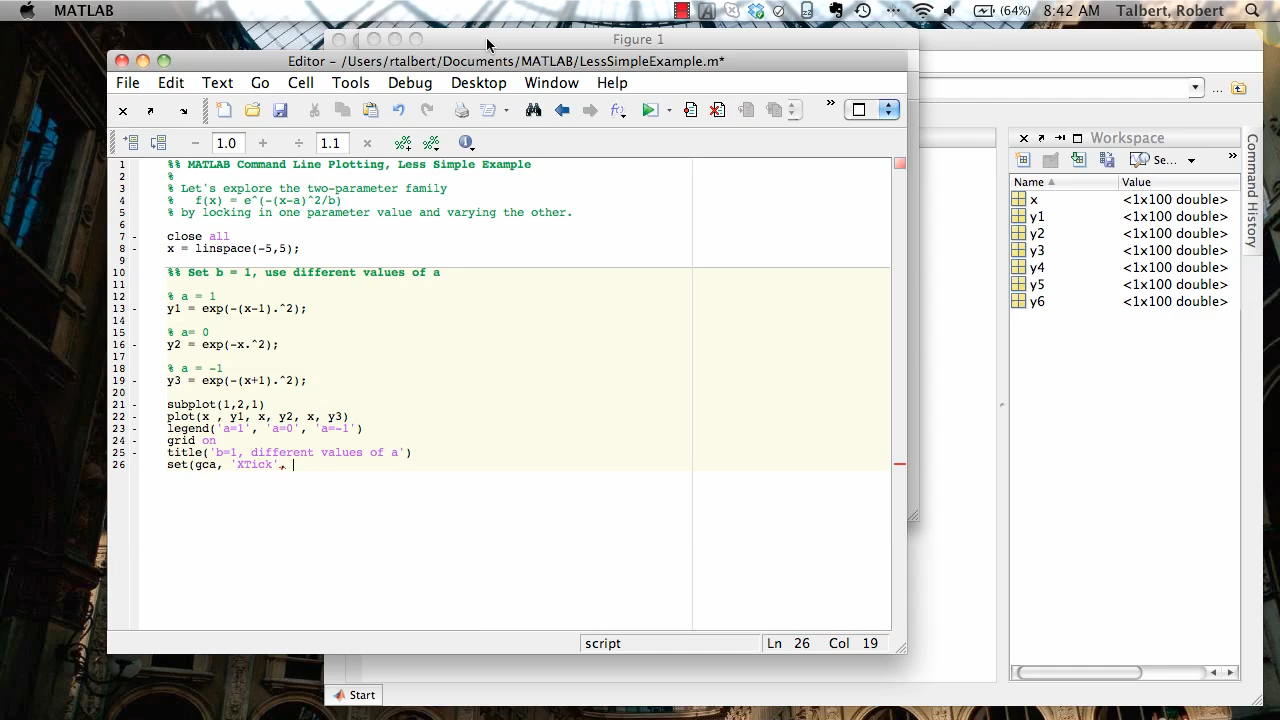 MATLAB
(64%)
8:42 AM
Talbert, Robert
Figure 1
Editor - /Users/rtalbert/Documents/MATLAB/LessSimpleExample.m*
File Edit Text Go Cell Tools Debug Desktop Window Help
1.0
1.1
1 %% MATLAB Command Line Plotting, Less Simple Example
2 %
3 % Let's explore the two-parameter family
4 %   f(x) = e^(-(x-a)^2/b)
5 % by locking in one parameter value and varying the other.
6
7 - close all
8 - x = linspace(-5,5);
9
10 %% Set b = 1, use different values of a
11
12 % a = 1
13 - y1 = exp(-(x-1).^2);
14
15 % a= 0
16 - y2 = exp(-x.^2);
17
18 % a = -1
19 - y3 = exp(-(x+1).^2);
20
21 - subplot(1,2,1)
22 - plot(x , y1, x, y2, x, y3)
23 - legend('a=1', 'a=0', 'a=-1')
24 - grid on
25 - title('b=1, different values of a')
26 set(gca, 'XTick',
script
Ln 26 Col 19
Start
Workspace
Se...
Name Value
x <1x100 double>
y1 <1x100 double>
y2 <1x100 double>
y3 <1x100 double>
y4 <1x100 double>
y5 <1x100 double>
y6 <1x100 double>
Command History